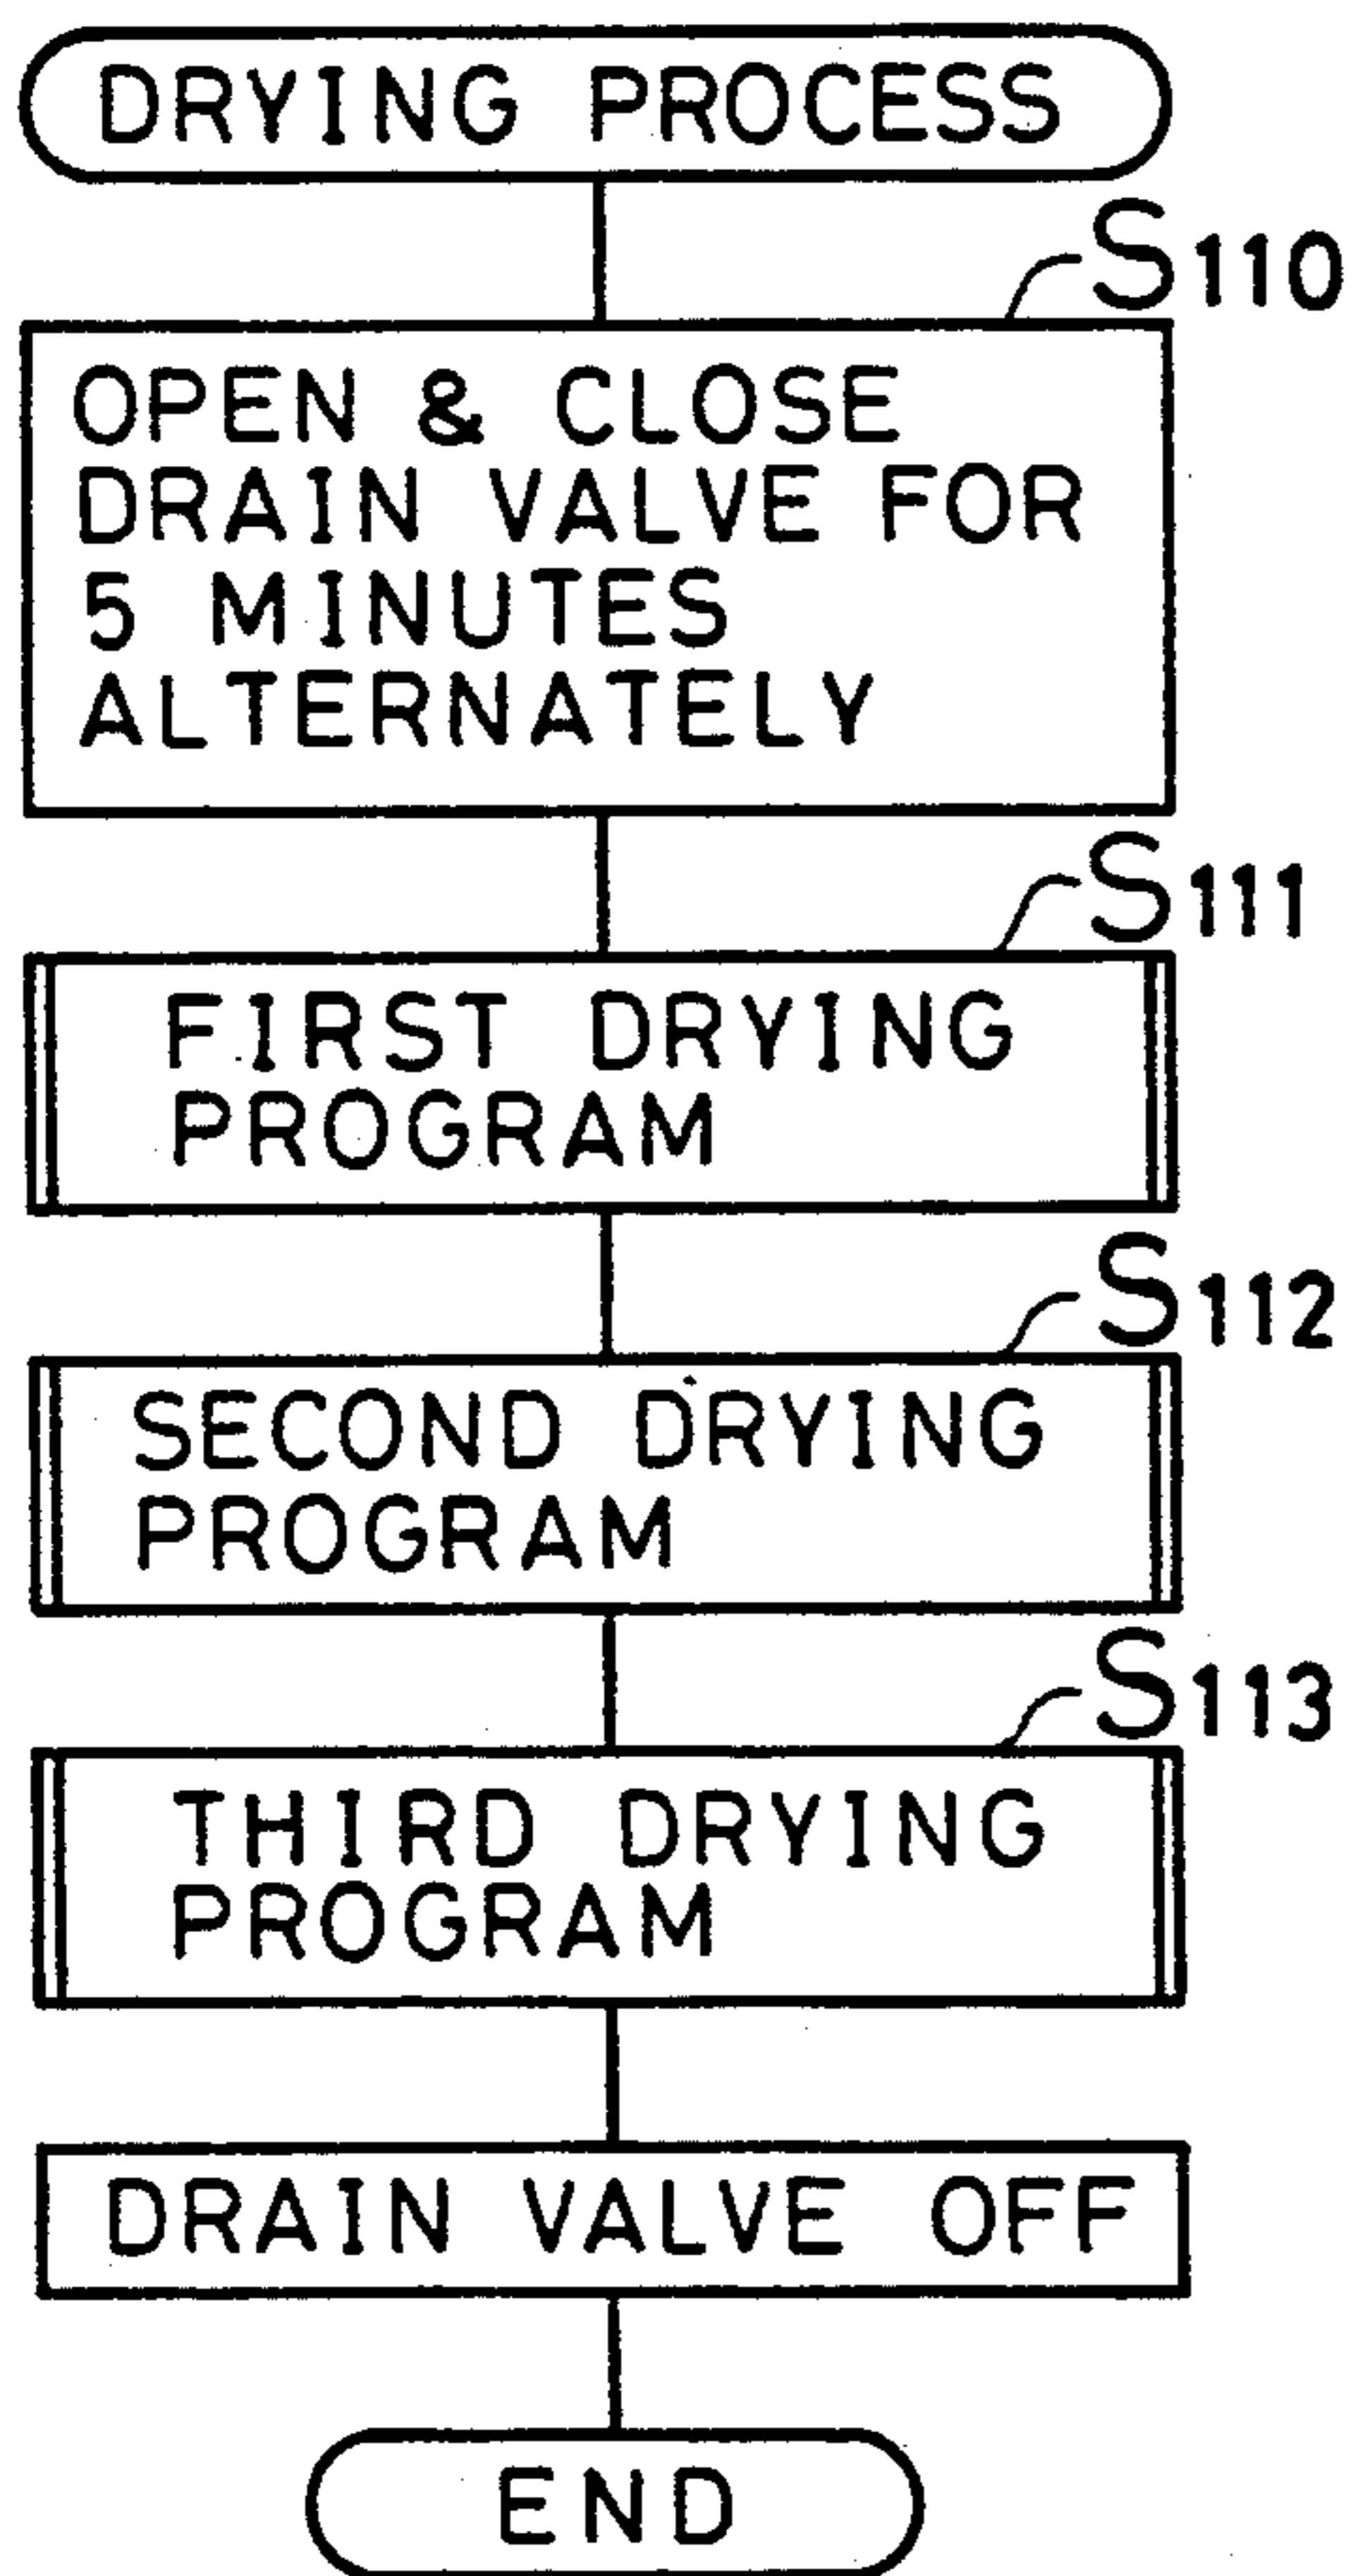 DRYING PROCESS
S110
OPEN & CLOSE
DRAIN VALVE FOR
5 MINUTES
ALTERNATELY
S111
FIRST DRYING
PROGRAM
S112
SECOND DRYING
PROGRAM
S113
THIRD DRYING
PROGRAM
DRAIN VALVE OFF
END